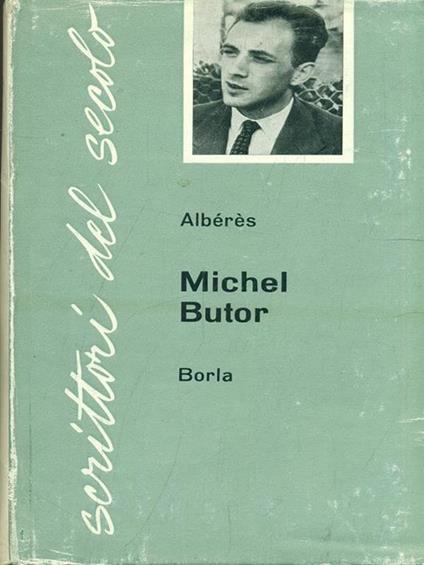 scrittori del secolo
Albérès
Michel
Butor
Borla